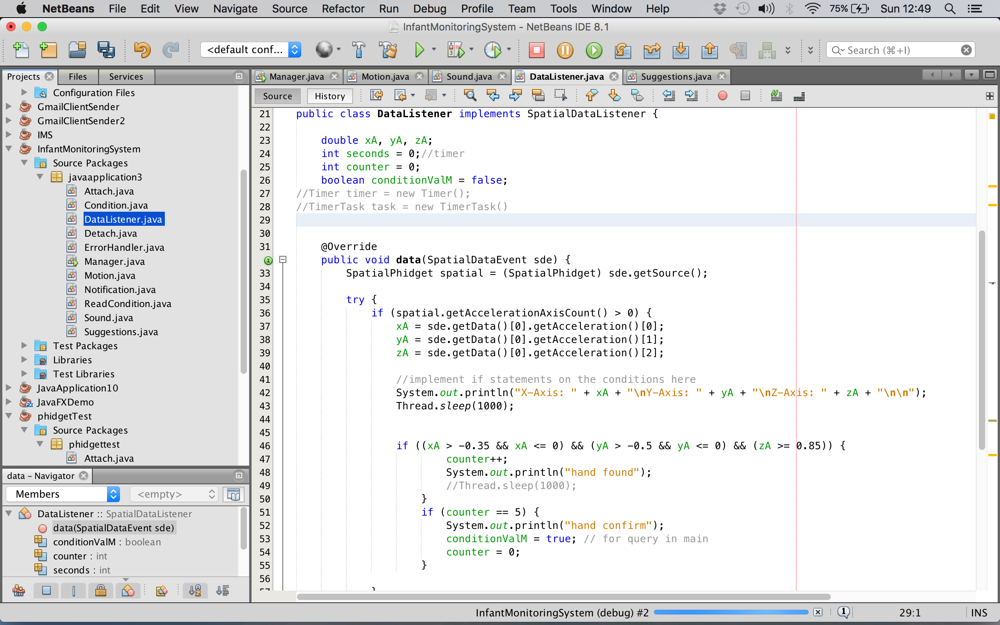 NetBeans File Edit View Navigate Source Refactor Run Debug Profile Team Tools Window Help 75% Sun 12:49
InfantMonitoringSystem - NetBeans IDE 8.1
<default conf... Search (⌘+I)
Projects Files Services
Configuration Files
GmailClientSender
GmailClientSender2
IMS
InfantMonitoringSystem
Source Packages
javaapplication3
Attach.java
Condition.java
DataListener.java
Detach.java
ErrorHandler.java
Manager.java
Motion.java
Notification.java
ReadCondition.java
Sound.java
Suggestions.java
Test Packages
Libraries
Test Libraries
JavaApplication10
JavaFXDemo
phidgetTest
Source Packages
phidgettest
Attach.java
data - Navigator
Members <empty>
DataListener :: SpatialDataListener
data(SpatialDataEvent sde)
conditionValM : boolean
counter : int
seconds : int
Manager.java Motion.java Sound.java DataListener.java Suggestions.java
Source History
21 public class DataListener implements SpatialDataListener {
22
23 double xA, yA, zA;
24 int seconds = 0;//timer
25 int counter = 0;
26 boolean conditionValM = false;
27 //Timer timer = new Timer();
28 //TimerTask task = new TimerTask()
29
30
31 @Override
public void data(SpatialDataEvent sde) {
33 SpatialPhidget spatial = (SpatialPhidget) sde.getSource();
34
35 try {
36 if (spatial.getAccelerationAxisCount() > 0) {
37 xA = sde.getData()[0].getAcceleration()[0];
38 yA = sde.getData()[0].getAcceleration()[1];
39 zA = sde.getData()[0].getAcceleration()[2];
40
41 //implement if statements on the conditions here
42 System.out.println("X-Axis: " + xA + "\nY-Axis: " + yA + "\nZ-Axis: " + zA + "\n\n");
43 Thread.sleep(1000);
44
45
46 if ((xA > -0.35 && xA <= 0) && (yA > -0.5 && yA <= 0) && (zA >= 0.85)) {
47 counter++;
48 System.out.println("hand found");
49 //Thread.sleep(1000);
50 }
51 if (counter == 5) {
52 System.out.println("hand confirm");
53 conditionValM = true; // for query in main
54 counter = 0;
55 }
56
InfantMonitoringSystem (debug) #2 1 29:1 INS